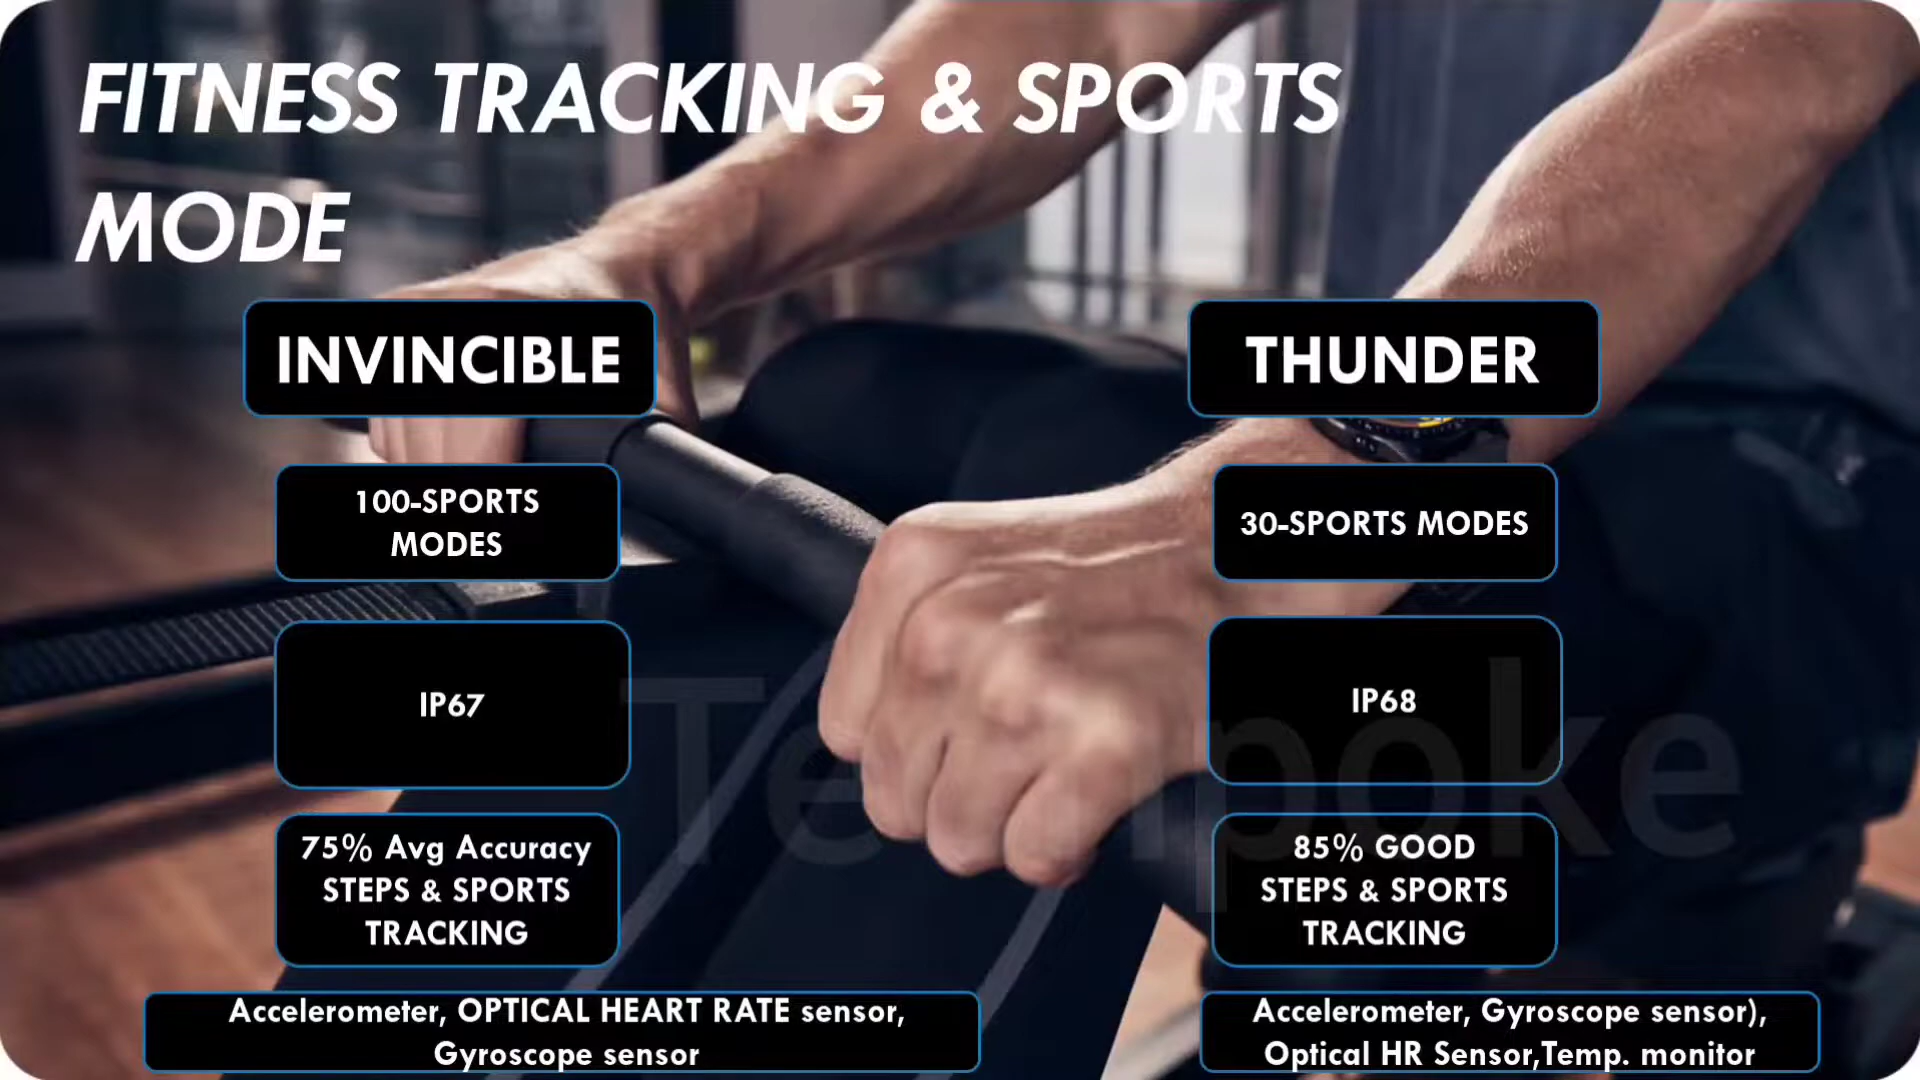 FITNESS TRACKING & SPORTS
MODE
INVINCIBLE
THUNDER
100-SPORTS
MODES
30-SPORTS MODES
IP67
IP68
75% Avg Accuracy
STEPS & SPORTS
TRACKING
85% GOOD
STEPS & SPORTS
TRACKING
Accelerometer, OPTICAL HEART RATE sensor,
Gyroscope sensor
Accelerometer, Gyroscope sensor),
Optical HR Sensor,Temp. monitor